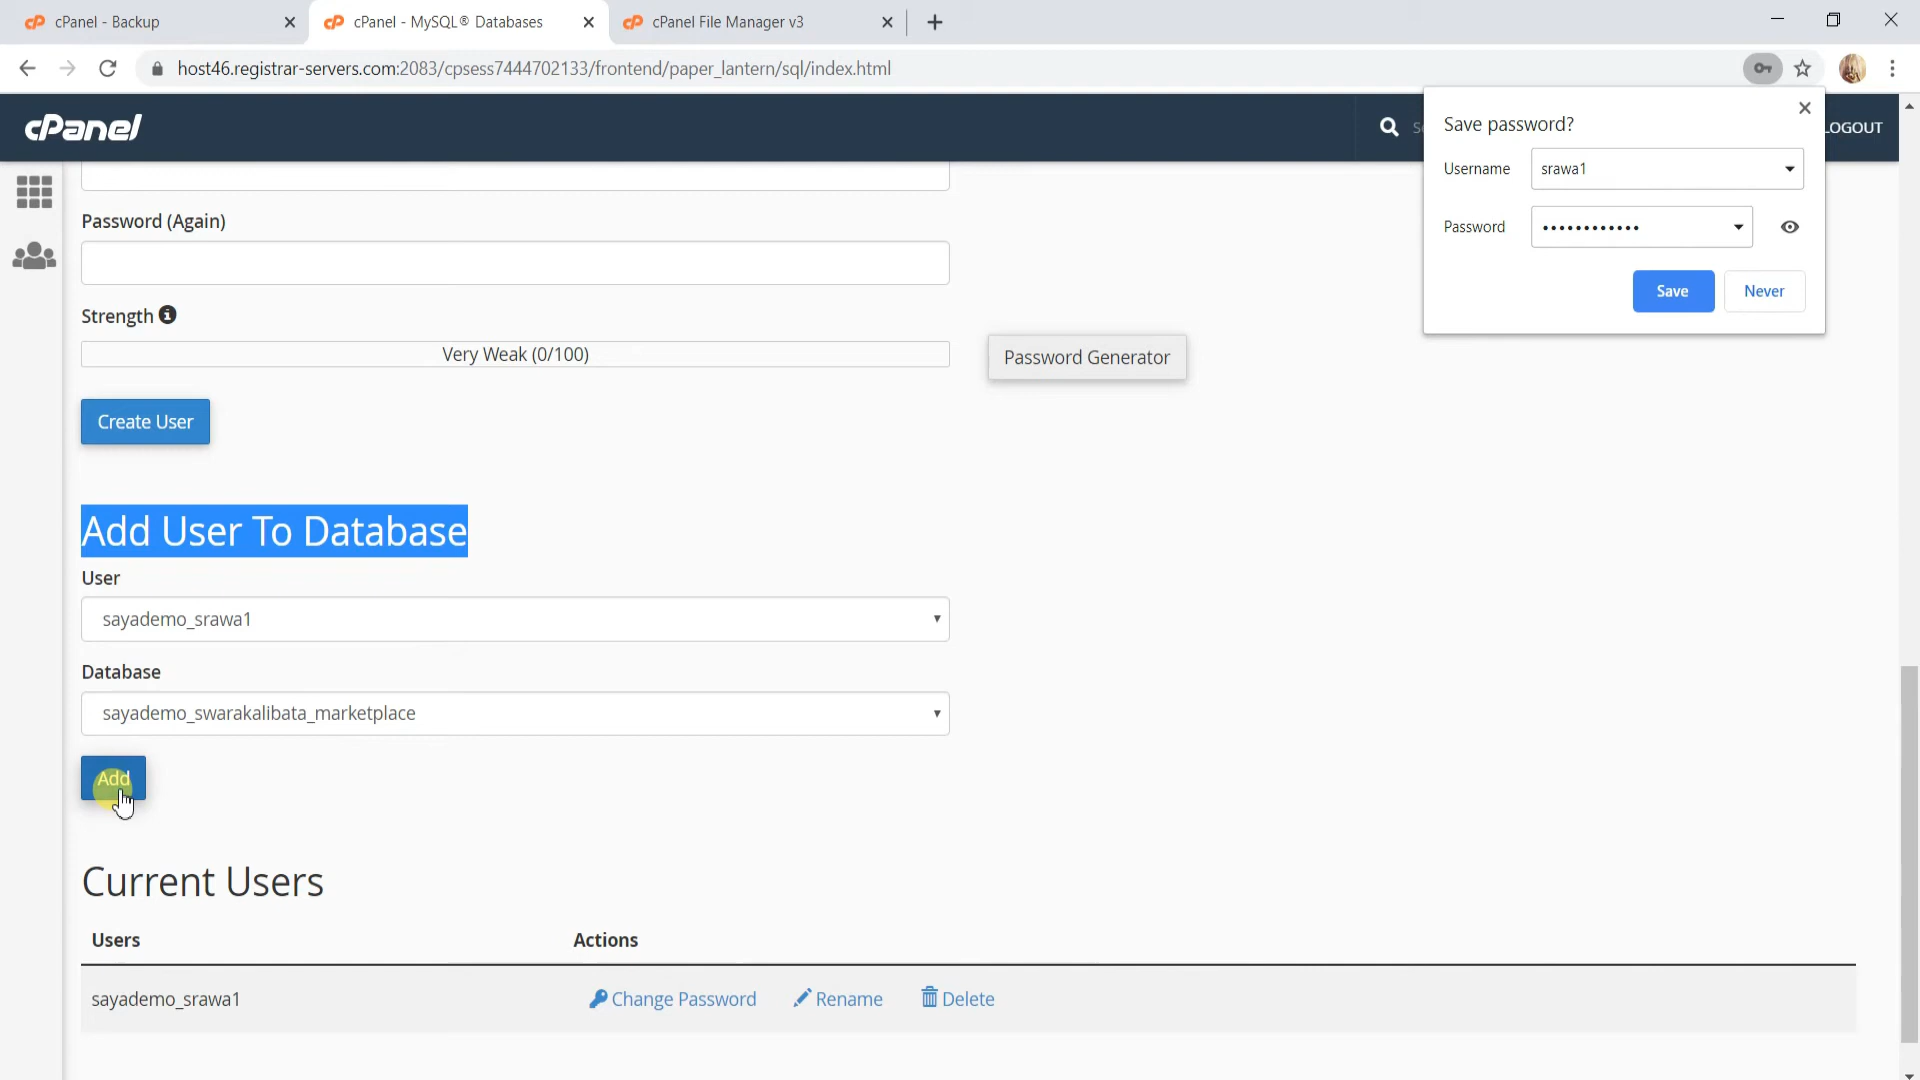 cPanel - Backup
cPanel - MySQL® Databases
cPanel File Manager v3
host46.registrar-servers.com:2083/cpsess7444702133/frontend/paper_lantern/sql/index.html
cPanel
LOGOUT
Save password?
Username srawa1
Password ••••••••••••
Save Never
Password (Again)
Strength
Very Weak (0/100)
Password Generator
Create User
Add User To Database
User
sayademo_srawa1
Database
sayademo_swarakalibata_marketplace
Add
Current Users
Users Actions
sayademo_srawa1 Change Password Rename Delete